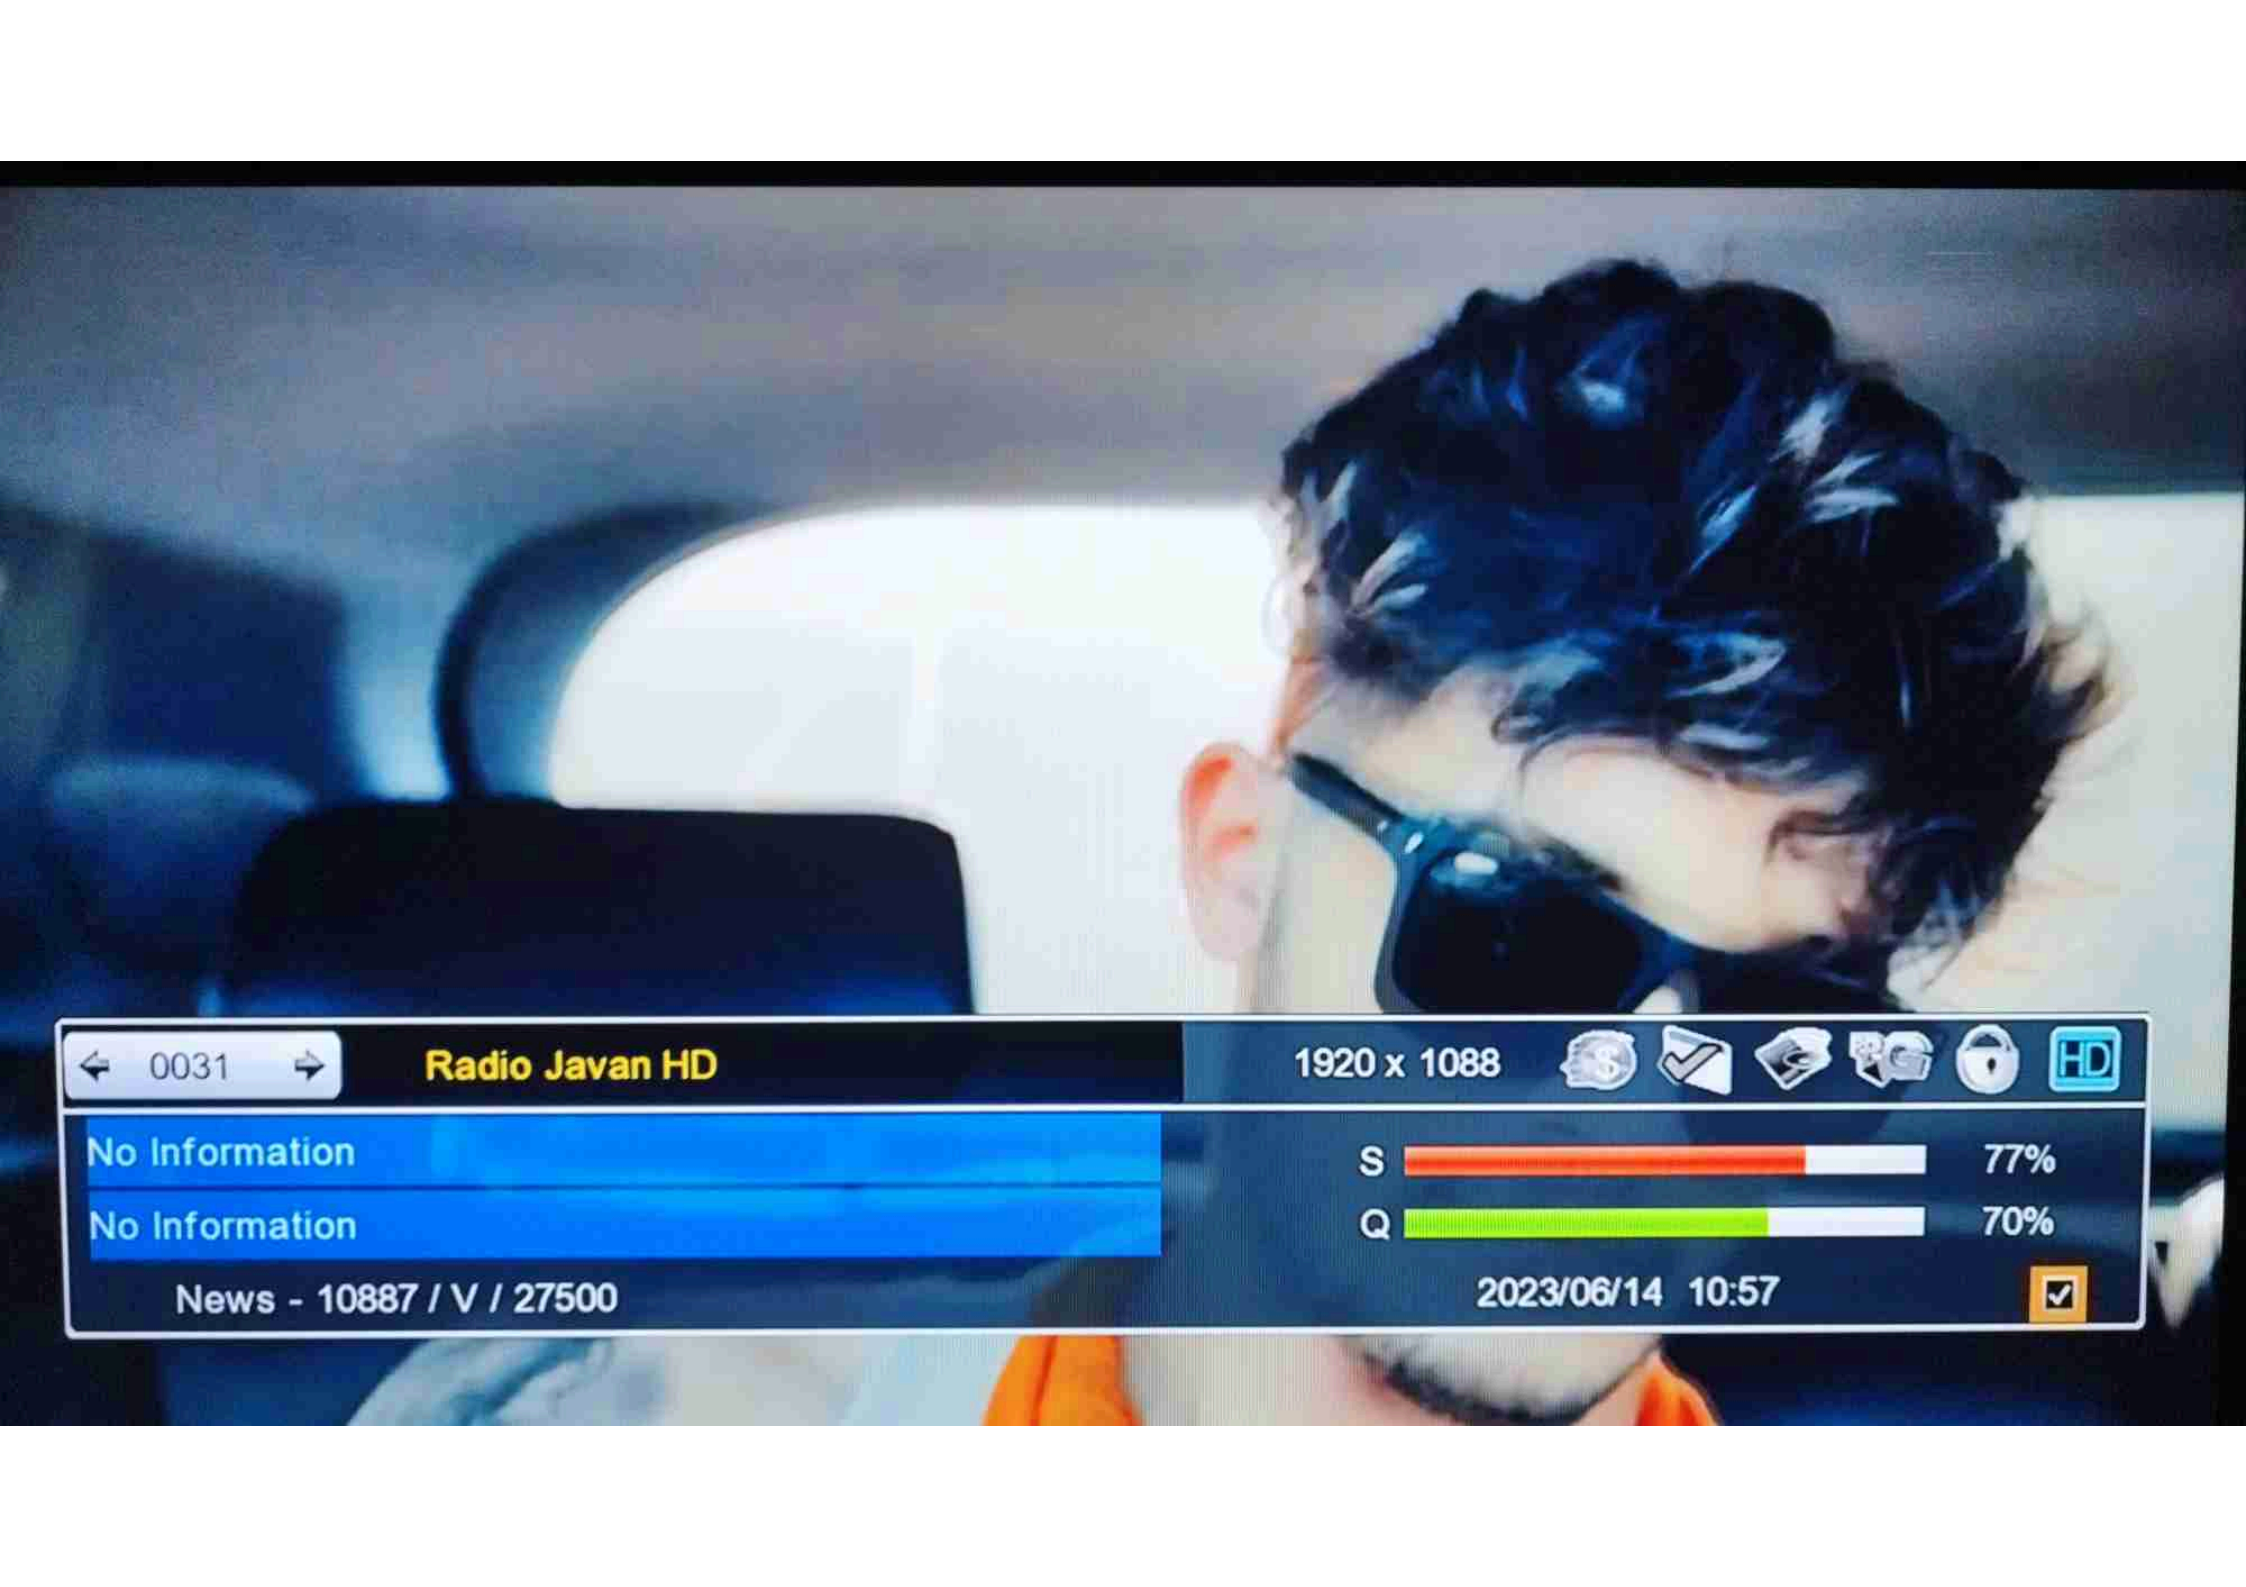 0031 Radio Javan HD 1920 x 1088 HD
No Information
S 77%
No Information
Q 70%
News - 10887 / V / 27500 2023/06/14 10:57